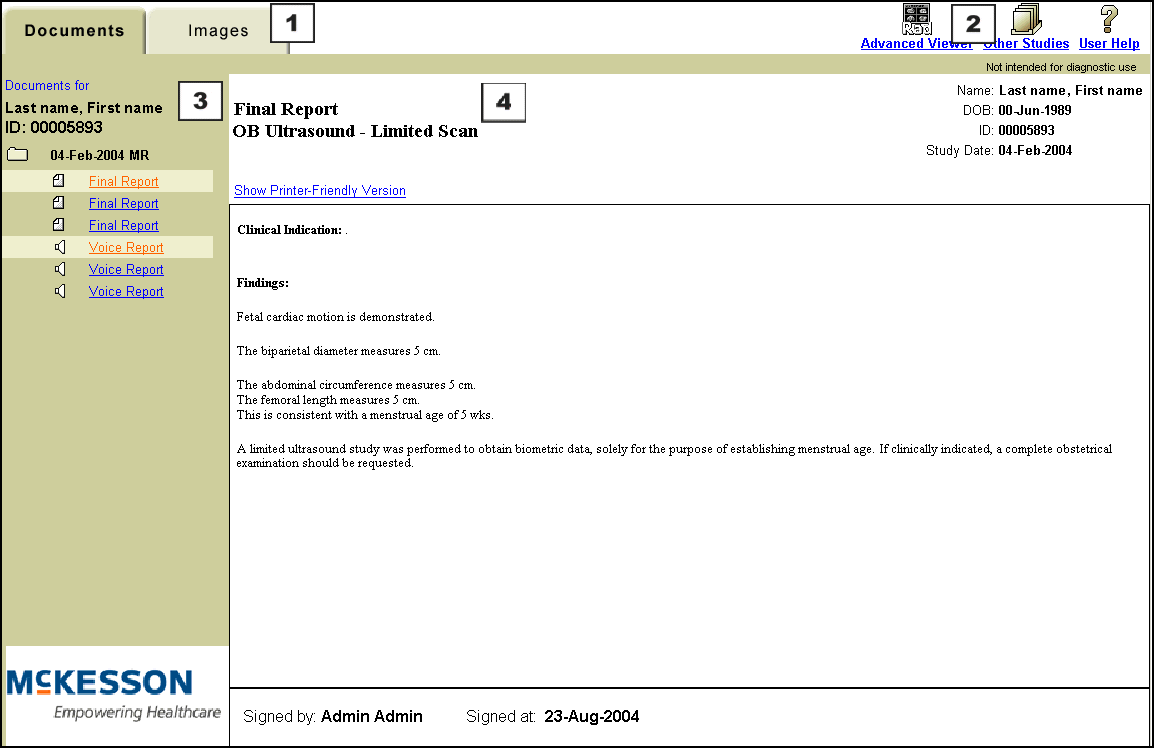 Documents
Images
1
Rad
2
Advanced Viewer
Other Studies
User Help
Not intended for diagnostic use
Documents for
Last name, First name
ID: 00005893
3
04-Feb-2004 MR
Final Report
Final Report
Final Report
Voice Report
Voice Report
Voice Report
Final Report
OB Ultrasound - Limited Scan
4
Name: Last name, First name
DOB: 00-Jun-1989
ID: 00005893
Study Date: 04-Feb-2004
Show Printer-Friendly Version
Clinical Indication: .
Findings:
Fetal cardiac motion is demonstrated.
The biparietal diameter measures 5 cm.
The abdominal circumference measures 5 cm.
The femoral length measures 5 cm.
This is consistent with a menstrual age of 5 wks.
A limited ultrasound study was performed to obtain biometric data, solely for the purpose of establishing menstrual age. If clinically indicated, a complete obstetrical
examination should be requested.
MCKESSON
Empowering Healthcare
Signed by: Admin Admin Signed at: 23-Aug-2004